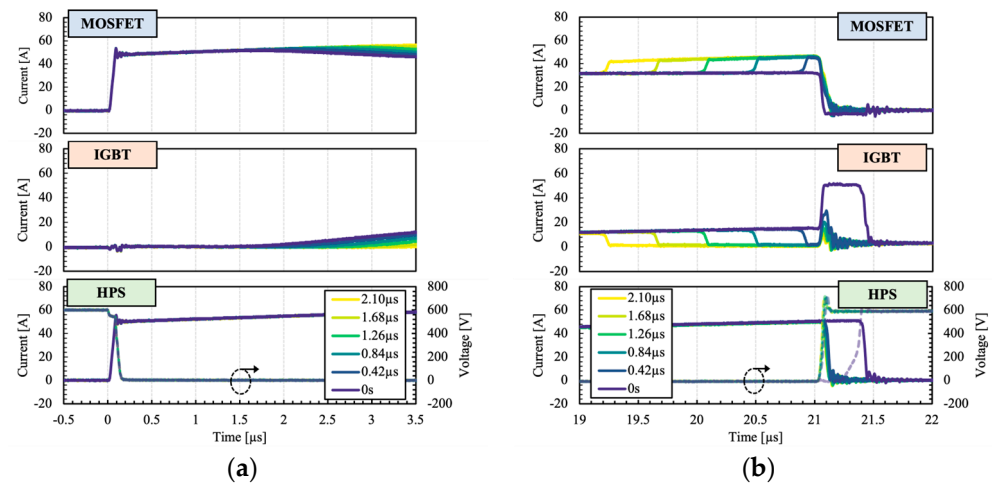 MOSFET
Current [A]
80
60
40
20
0
-20
IGBT
Current [A]
80
60
40
20
0
-20
HPS
Current [A]
80
60
40
20
0
-20
2.10µs
1.68µs
1.26µs
0.84µs
0.42µs
0s
800
600
400
200
0
-200
Voltage [V]
-0.5 0 0.5 1 1.5 2 2.5 3 3.5
Time [µs]
(a)
MOSFET
Current [A]
80
60
40
20
0
-20
IGBT
Current [A]
80
60
40
20
0
-20
HPS
Current [A]
80
60
40
20
0
-20
2.10µs
1.68µs
1.26µs
0.84µs
0.42µs
0s
800
600
400
200
0
-200
Voltage [V]
19 19.5 20 20.5 21 21.5 22
Time [µs]
(b)